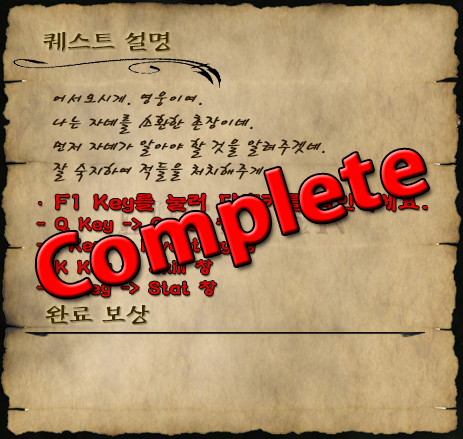 퀘스트 설명
어서오시게. 영웅이여.
나는 자네를 소환한 촌장이네.
먼저 자네가 알아야 할 것을 알혀주겟네.
잘 숙지하여 적들을 처치해주게
· F1 Key를 눌러
- Q Key ->
Key
K 창
Key -> Stat 창
Complete
완료 보상